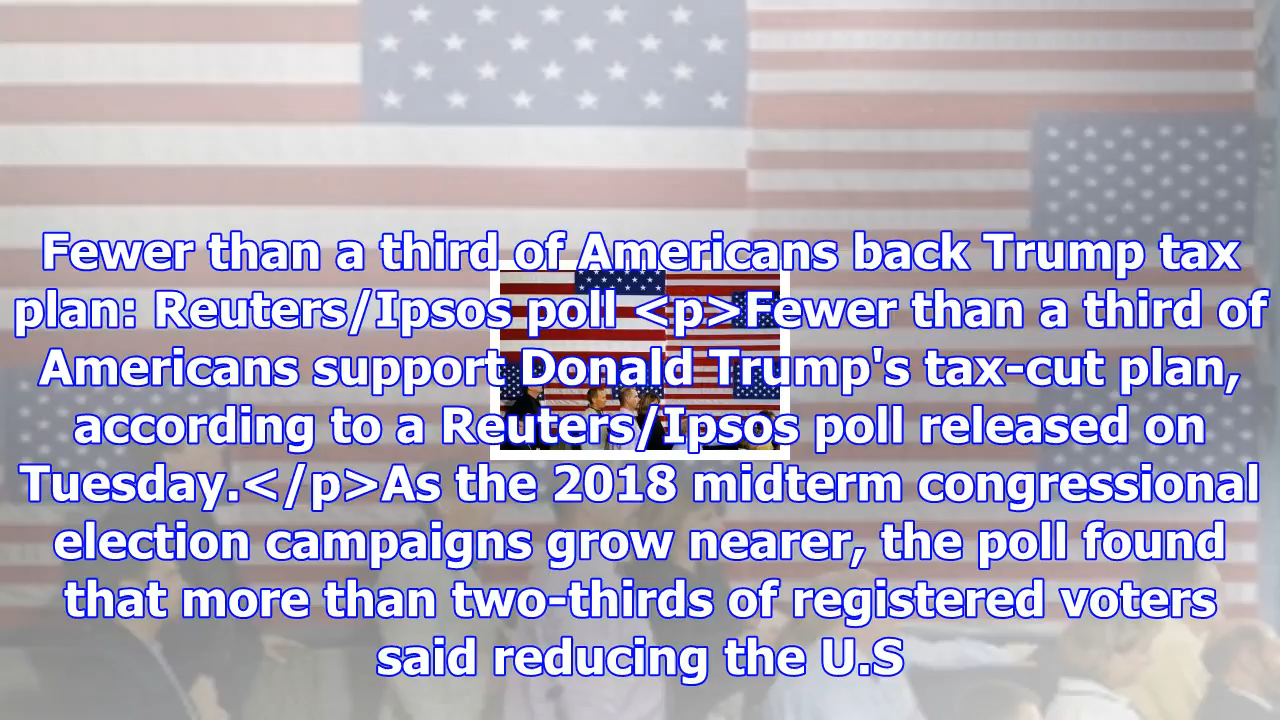 Fewer than a third of Americans back Trump tax
plan: Reuters/Ipsos poll <p>Fewer than a third of
Americans support Donald Trump's tax-cut plan,
according to a Reuters/Ipsos poll released on
Tuesday.</p>As the 2018 midterm congressional
election campaigns grow nearer, the poll found
that more than two-thirds of registered voters
said reducing the U.S